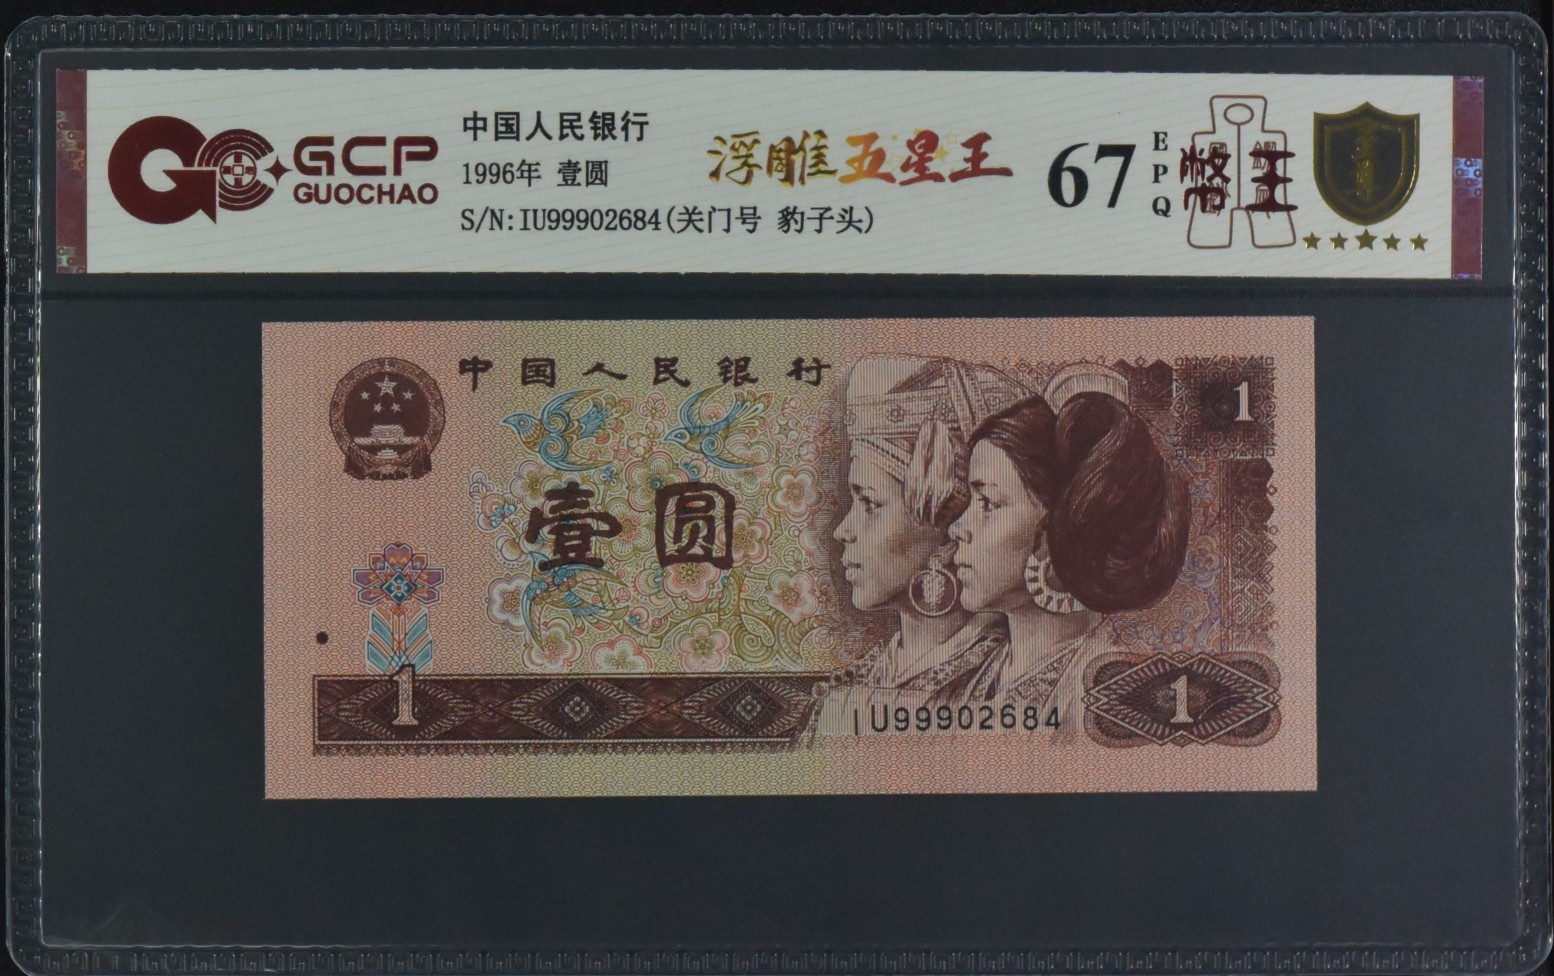 GCP
GUOCHAO
中国人民银行
1996年 壹圆
S/N:IU99902684(关门号 豹子头)
浮雕五星王
67
EPQ
中国人民银行
1
壹圆
1
IU99902684
1